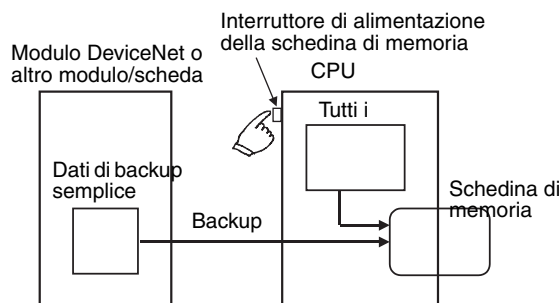 Interruttore di alimentazione
della schedina di memoria
Modulo DeviceNet o
altro modulo/scheda
CPU
Tutti i
Dati di backup
semplice
Schedina di
memoria
Backup